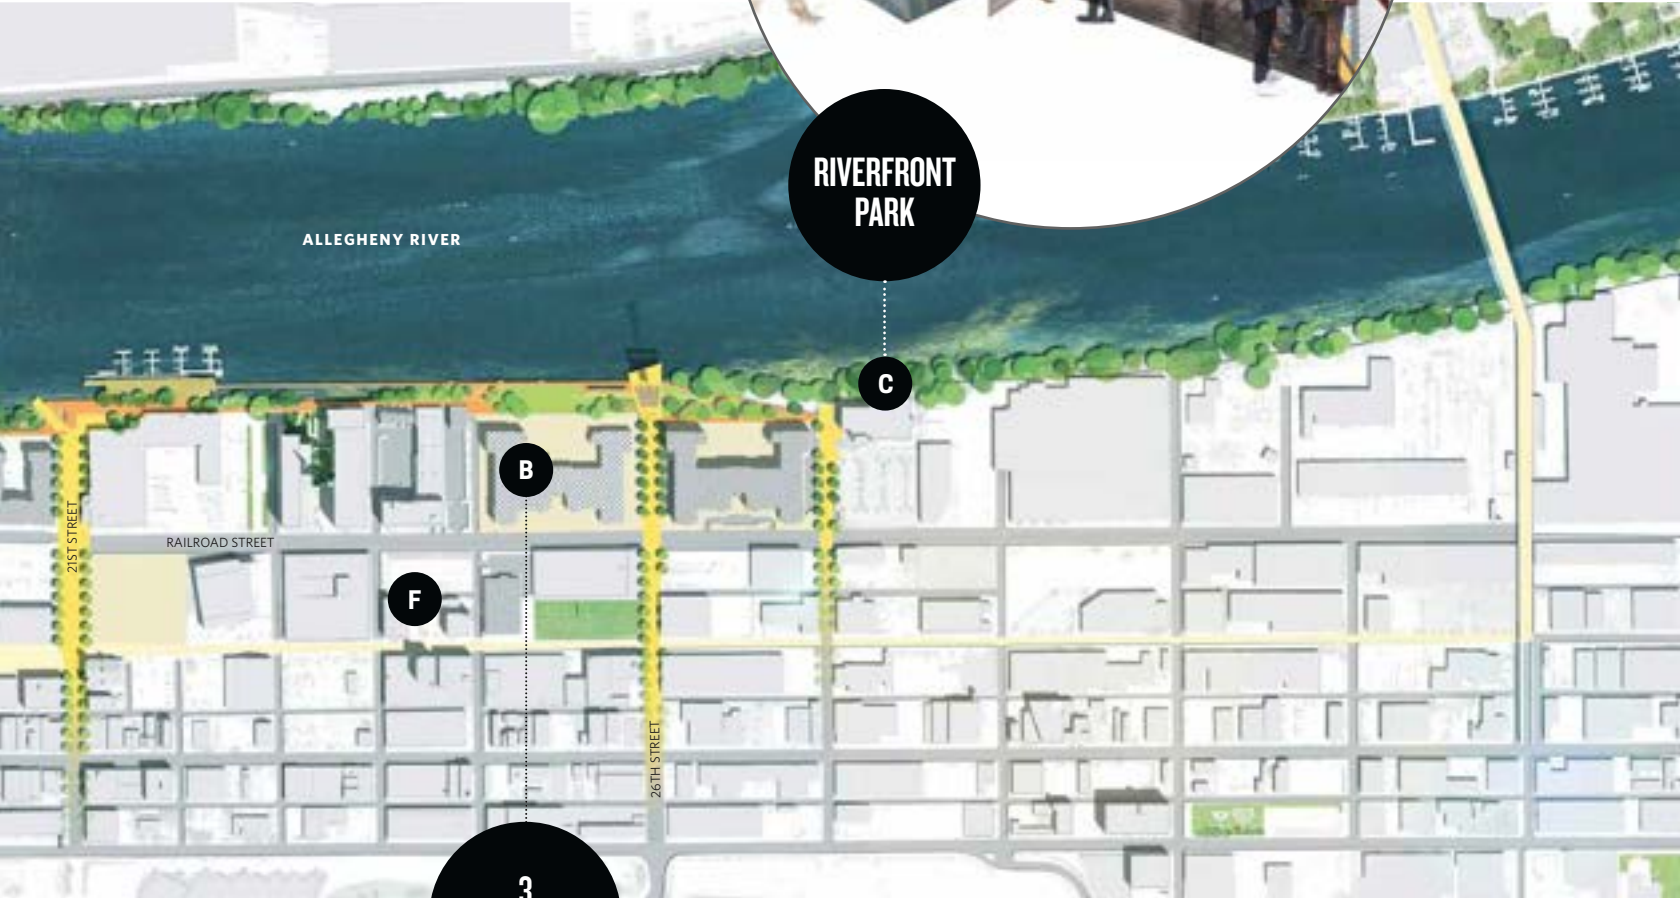 RIVERFRONT
PARK
ALLEGHENY RIVER
C
B
21ST STREET
RAILROAD STREET
F
26TH STREET
3